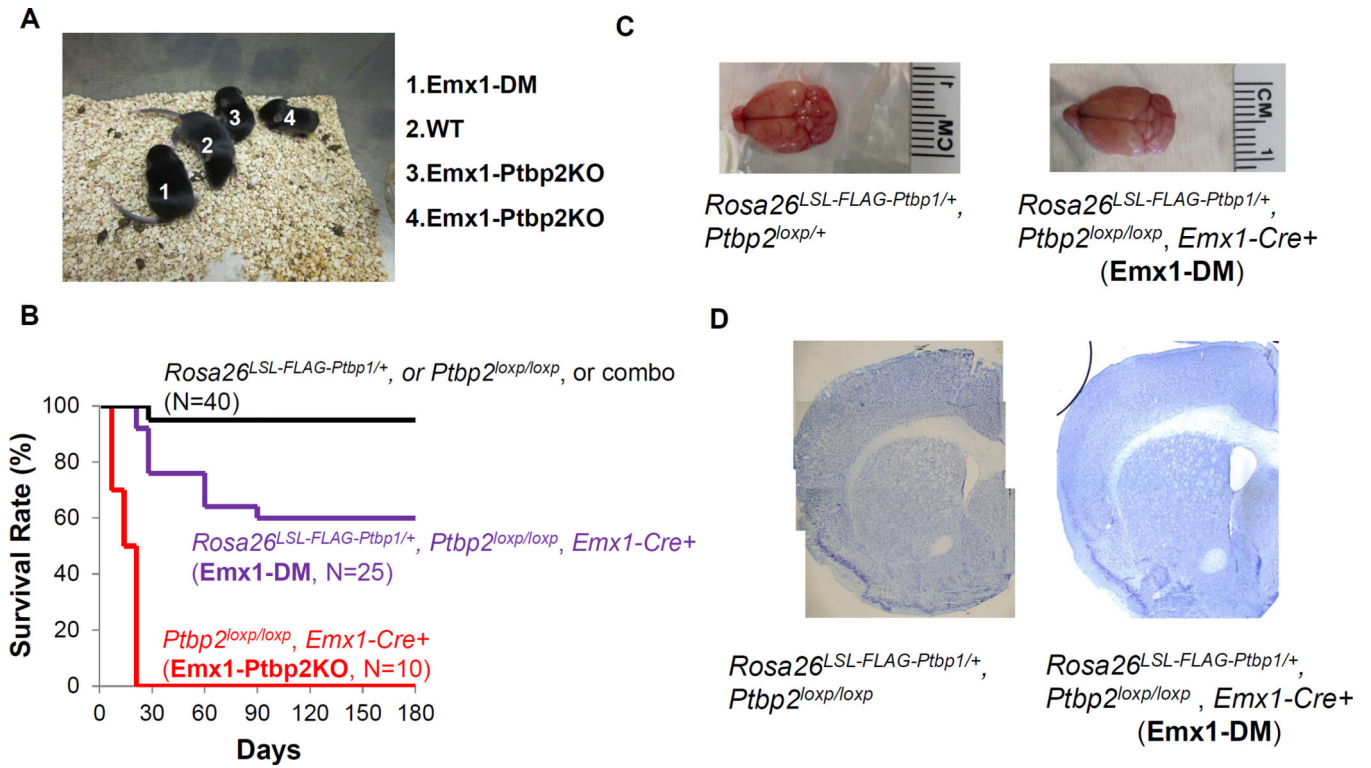 A
1
2
3
4
1.Emx1-DM
2.WT
3.Emx1-Ptbp2KO
4.Emx1-Ptbp2KO
B
Rosa26LSL-FLAG-Ptbp1/+, or Ptbp2loxp/loxp, or combo
(N=40)
Survival Rate (%)
100
80
60
40
20
0
Rosa26LSL-FLAG-Ptbp1/+, Ptbp2loxp/loxp, Emx1-Cre+
(Emx1-DM, N=25)
Ptbp2loxp/loxp, Emx1-Cre+
(Emx1-Ptbp2KO, N=10)
0 30 60 90 120 150 180
Days
C
1
CM
CM
1
Rosa26LSL-FLAG-Ptbp1/+,
Ptbp2loxp/+
Rosa26LSL-FLAG-Ptbp1/+,
Ptbp2loxp/loxp, Emx1-Cre+
(Emx1-DM)
D
Rosa26LSL-FLAG-Ptbp1/+,
Ptbp2loxp/loxp
Rosa26LSL-FLAG-Ptbp1/+,
Ptbp2loxp/loxp, Emx1-Cre+
(Emx1-DM)